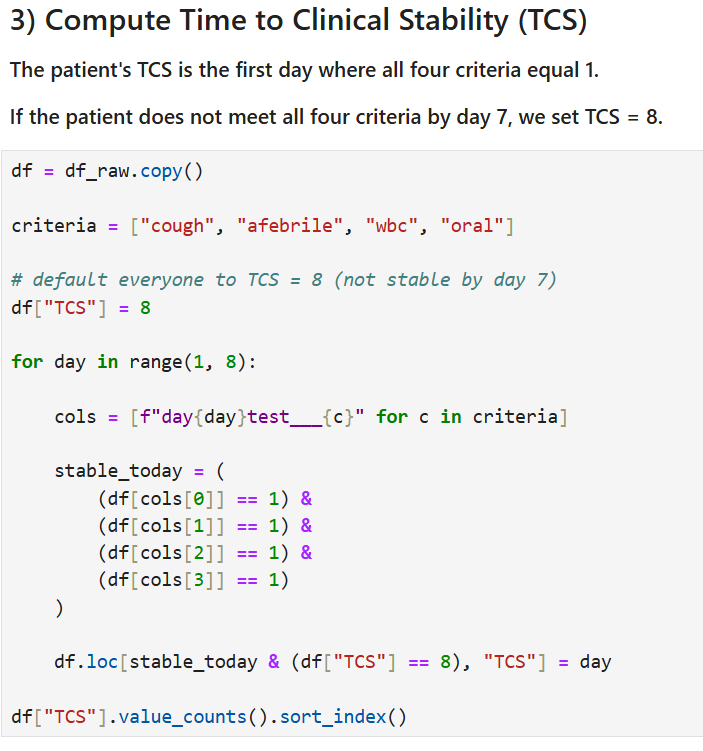 3) Compute Time to Clinical Stability (TCS)
The patient's TCS is the first day where all four criteria equal 1.
If the patient does not meet all four criteria by day 7, we set TCS = 8.
df = df_raw.copy()
criteria = ["cough", "afebrile", "wbc", "oral"]
# default everyone to TCS = 8 (not stable by day 7)
df["TCS"] = 8
for day in range(1, 8):
    cols = [f"day{day}test___{c}" for c in criteria]
    stable_today = (
        (df[cols[0]] == 1) &
        (df[cols[1]] == 1) &
        (df[cols[2]] == 1) &
        (df[cols[3]] == 1)
    )
    df.loc[stable_today & (df["TCS"] == 8), "TCS"] = day
df["TCS"].value_counts().sort_index()